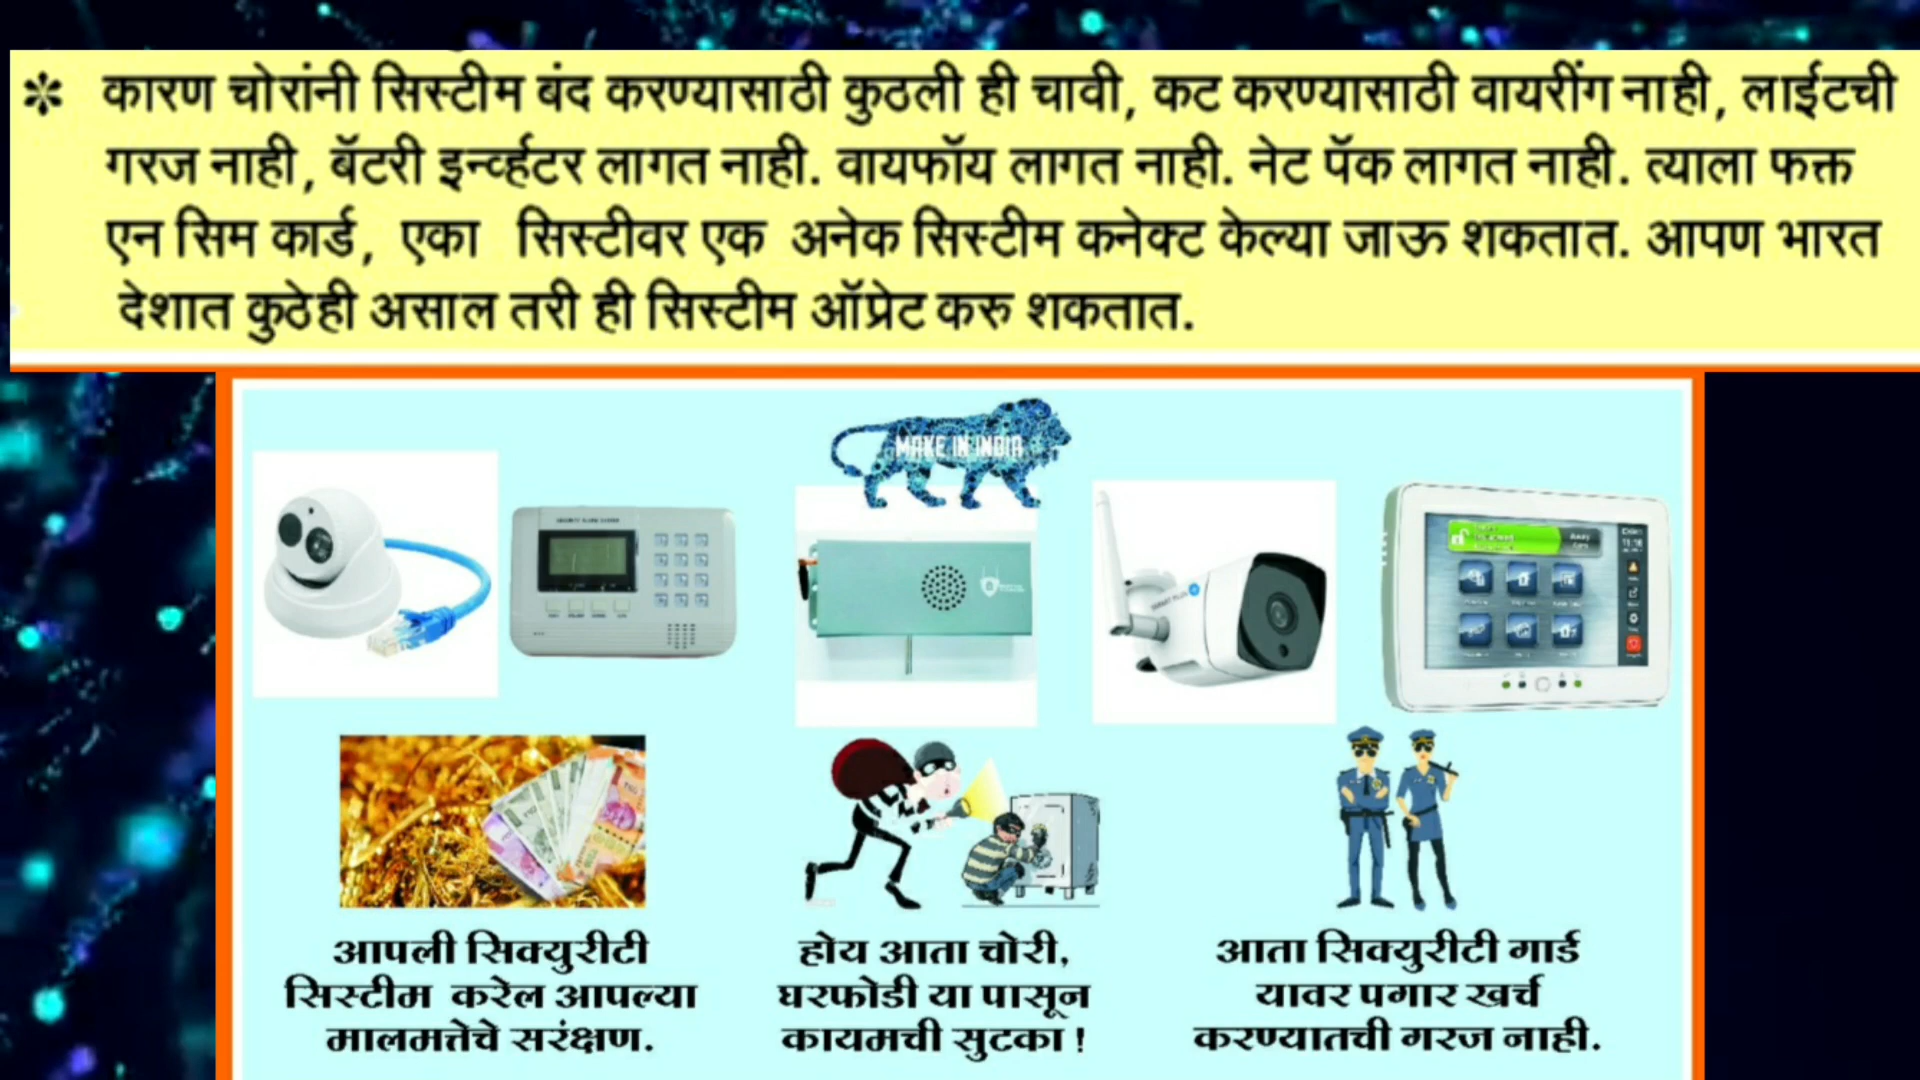 * कारण चोरांनी सिस्टीम बंद करण्यासाठी कुठली ही चावी, कट करण्यासाठी वायरींग नाही, लाईटची
गरज नाही, बॅटरी इन्व्हर्टर लागत नाही. वायफॉय लागत नाही. नेट पॅक लागत नाही. त्याला फक्त
एन सिम कार्ड, एका सिस्टीवर एक अनेक सिस्टीम कनेक्ट केल्या जाऊ शकतात. आपण भारत
देशात कुठेही असाल तरी ही सिस्टीम ऑप्रेट करु शकतात.
MAKE IN INDIA
आपली सिक्युरीटी
सिस्टीम करेल आपल्या
मालमत्तेचे सरंक्षण.
होय आता चोरी,
घरफोडी या पासून
कायमची सुटका !
आता सिक्युरीटी गार्ड
यावर पगार खर्च
करण्यातची गरज नाही.